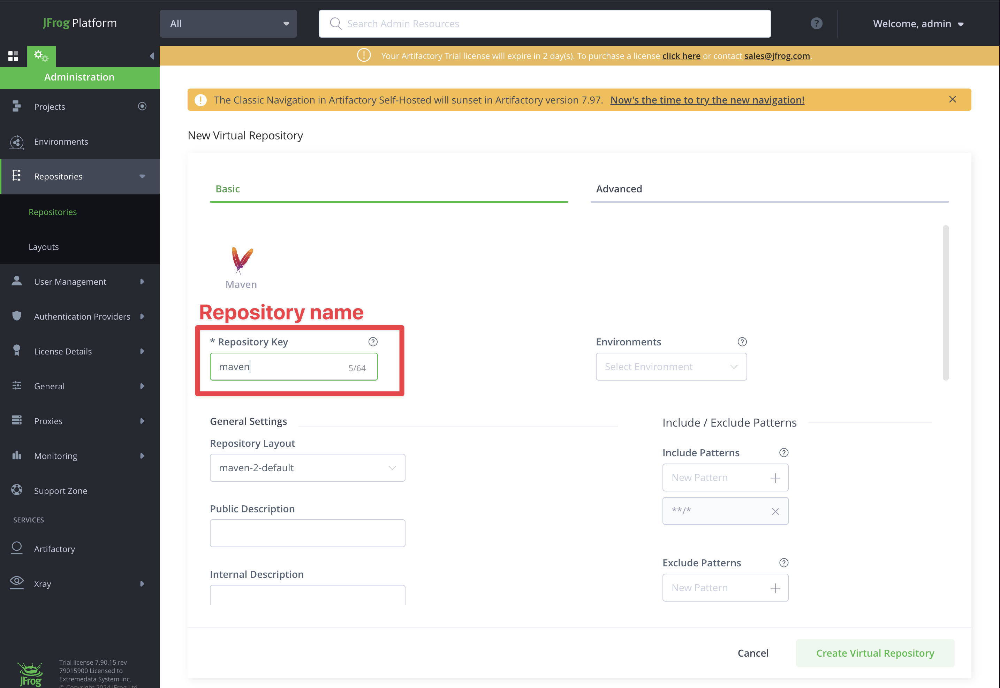 JFrog Platform
All
Search Admin Resources
?
Welcome, admin
Your Artifactory Trial license will expire in 2 day(s). To purchase a license click here or contact sales@jfrog.com.
Administration
The Classic Navigation in Artifactory Self-Hosted will sunset in Artifactory version 7.97. Now's the time to try the new navigation!
Projects
Environments
Repositories
Repositories
Layouts
User Management
Authentication Providers
License Details
General
Proxies
Monitoring
Support Zone
SERVICES
Artifactory
Xray
JFrog
Trial license 7.90.15 rev
79015900 Licensed to
Extremedata System Inc.
© Copyright 2024 JFrog Ltd
New Virtual Repository
Basic
Advanced
Maven
Repository name
* Repository Key ?
maven 5/64
Environments ?
Select Environment
General Settings
Repository Layout
maven-2-default
Public Description
Internal Description
Include / Exclude Patterns
Include Patterns ?
New Pattern
**/*
Exclude Patterns ?
New Pattern
Cancel
Create Virtual Repository